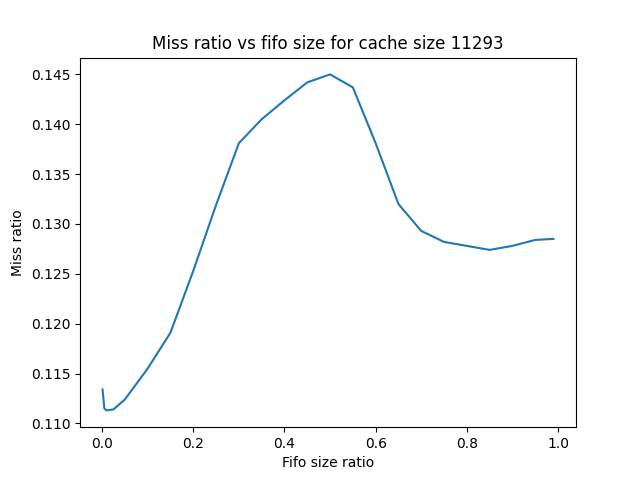 Miss ratio vs fifo size for cache size 11293
0.145
0.140
0.135
0.130
0.125
0.120
0.115
0.110
Miss ratio
0.0 0.2 0.4 0.6 0.8 1.0
Fifo size ratio